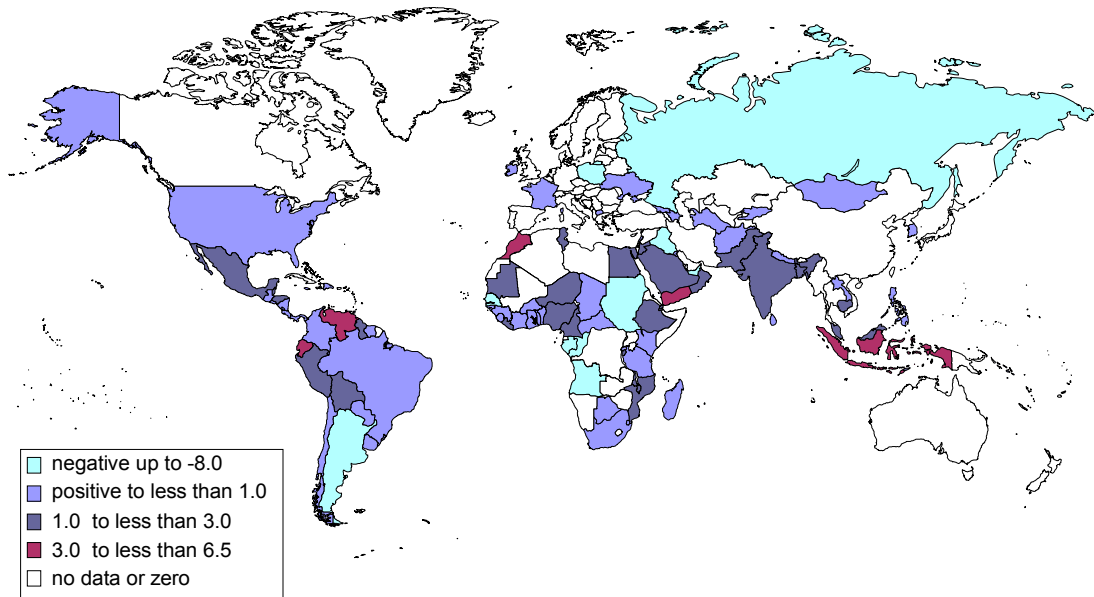 negative up to -8.0
positive to less than 1.0
1.0 to less than 3.0
3.0 to less than 6.5
no data or zero